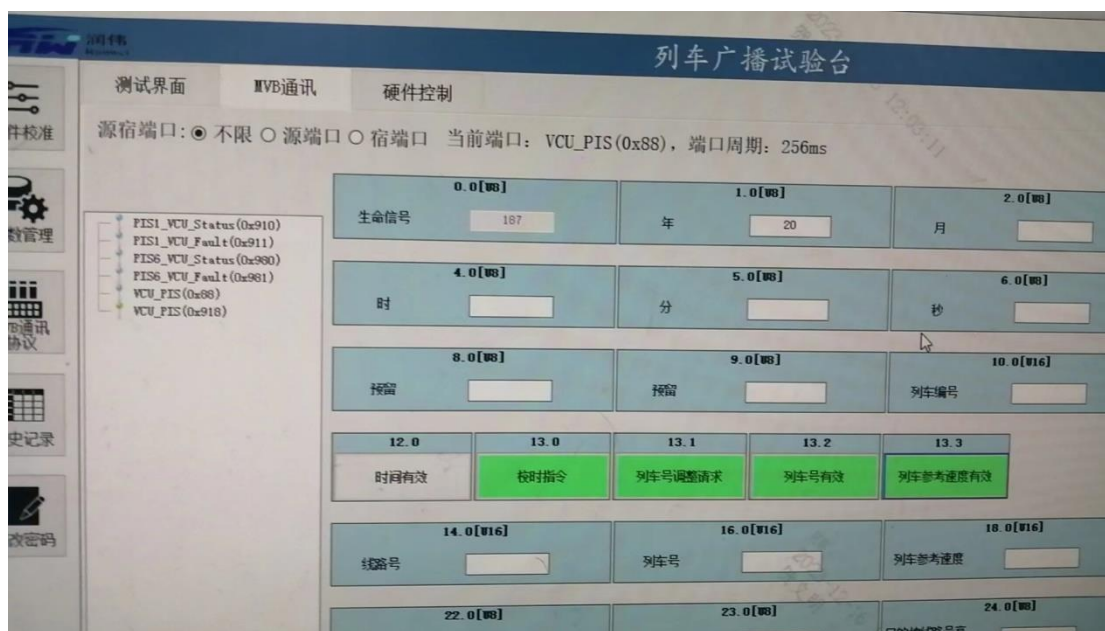 润伟
列车广播试验台
测试界面 MVB通讯 硬件控制
件校准
源宿端口: 不限 源端口 宿端口 当前端口: VCU_PIS(0x88), 端口周期: 256ms
数管理
通讯
协议
史记录
改密码
PIS1_VCU_Status(0x910)
PIS1_VCU_Fault(0x911)
PIS6_VCU_Status(0x980)
PIS6_VCU_Fault(0x981)
VCU_PIS(0x88)
VCU_PIS(0x918)
0.0[U8] 1.0[U8] 2.0[U8]
生命信号 187 年 20 月
4.0[U8] 5.0[U8] 6.0[U8]
时 分 秒
8.0[U8] 9.0[U8] 10.0[U16]
预留 预留 列车编号
12.0 13.0 13.1 13.2 13.3
时间有效 校时指令 列车号调整请求 列车号有效 列车参考速度有效
14.0[U16] 16.0[U16] 18.0[U16]
线路号 列车号 列车参考速度
22.0[U8] 23.0[U8] 24.0[U8]